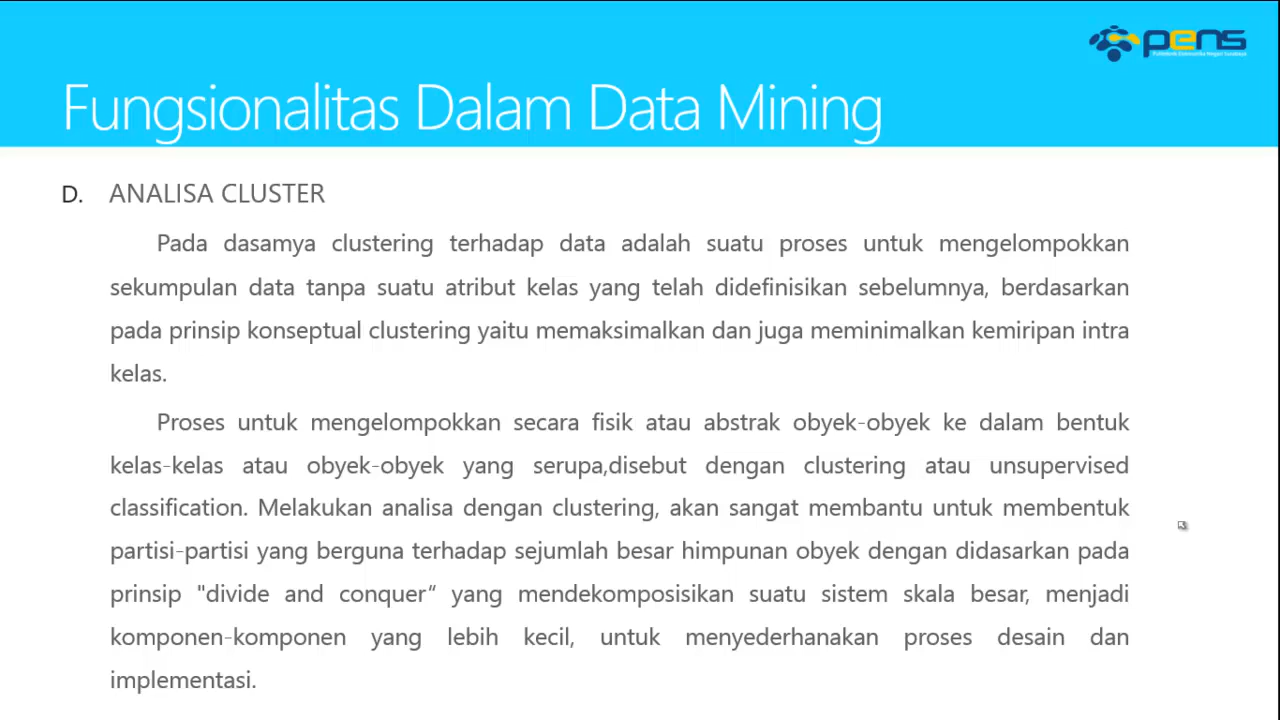 pens
Politeknik Elektronika Negeri Surabaya
Fungsionalitas Dalam Data Mining
D. ANALISA CLUSTER
Pada dasamya clustering terhadap data adalah suatu proses untuk mengelompokkan
sekumpulan data tanpa suatu atribut kelas yang telah didefinisikan sebelumnya, berdasarkan
pada prinsip konseptual clustering yaitu memaksimalkan dan juga meminimalkan kemiripan intra
kelas.
Proses untuk mengelompokkan secara fisik atau abstrak obyek-obyek ke dalam bentuk
kelas-kelas atau obyek-obyek yang serupa,disebut dengan clustering atau unsupervised
classification. Melakukan analisa dengan clustering, akan sangat membantu untuk membentuk
partisi-partisi yang berguna terhadap sejumlah besar himpunan obyek dengan didasarkan pada
prinsip "divide and conquer“ yang mendekomposisikan suatu sistem skala besar, menjadi
komponen-komponen yang lebih kecil, untuk menyederhanakan proses desain dan
implementasi.